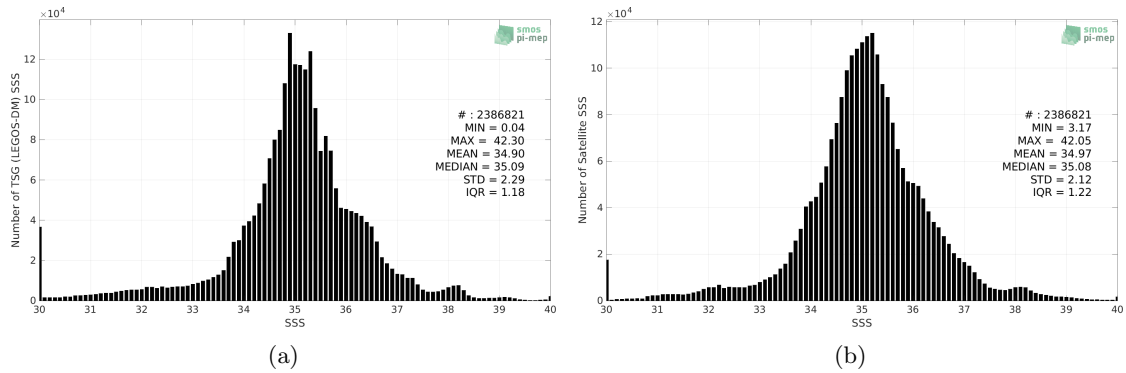 ×10⁴
smos
pi-mep
Number of TSG (LEGOS-DM) SSS
12
10
8
6
4
2
0
# : 2386821
MIN = 0.04
MAX = 42.30
MEAN = 34.90
MEDIAN = 35.09
STD = 2.29
IQR = 1.18
30 31 32 33 34 35 36 37 38 39 40
SSS
(a)
×10⁴
smos
pi-mep
Number of Satellite SSS
12
10
8
6
4
2
0
# : 2386821
MIN = 3.17
MAX = 42.05
MEAN = 34.97
MEDIAN = 35.08
STD = 2.12
IQR = 1.22
30 31 32 33 34 35 36 37 38 39 40
SSS
(b)